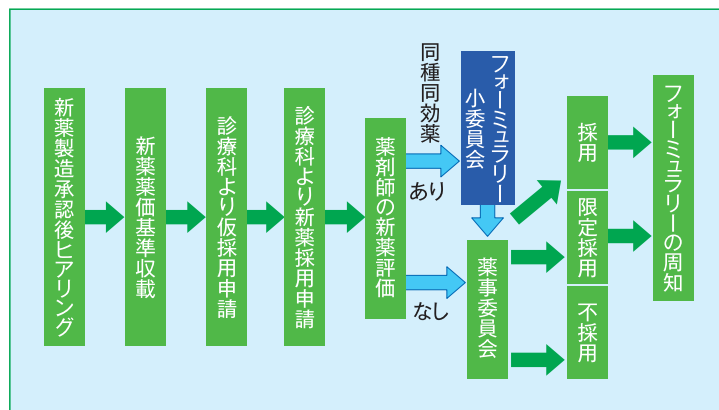 新薬製造承認後ヒアリング
新薬薬価基準収載
診療科より仮採用申請
診療科より新薬採用申請
薬剤師の新薬評価
同種同効薬
あり
なし
フォーミュラリー
小委員会
薬事委員会
採用
限定採用
不採用
フォーミュラリーの周知